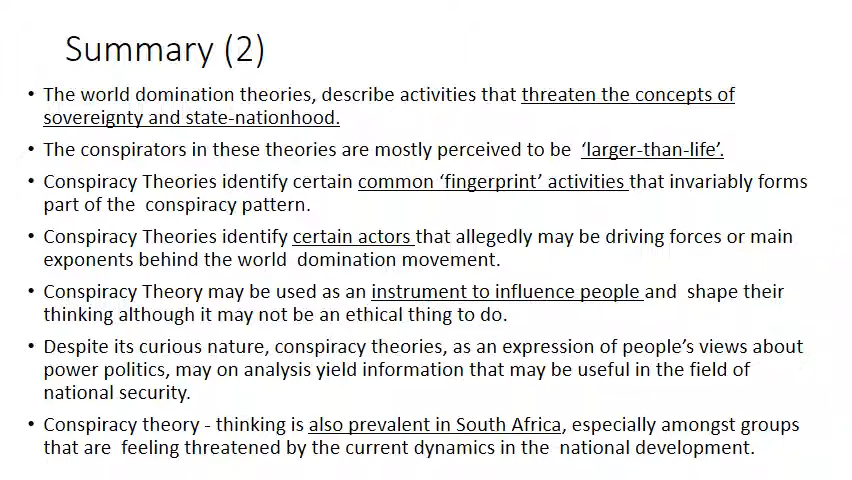 Summary (2)
• The world domination theories, describe activities that threaten the concepts of
sovereignty and state-nationhood.
• The conspirators in these theories are mostly perceived to be ‘larger-than-life’.
• Conspiracy Theories identify certain common ‘fingerprint’ activities that invariably forms
part of the conspiracy pattern.
• Conspiracy Theories identify certain actors that allegedly may be driving forces or main
exponents behind the world domination movement.
• Conspiracy Theory may be used as an instrument to influence people and shape their
thinking although it may not be an ethical thing to do.
• Despite its curious nature, conspiracy theories, as an expression of people’s views about
power politics, may on analysis yield information that may be useful in the field of
national security.
• Conspiracy theory - thinking is also prevalent in South Africa, especially amongst groups
that are feeling threatened by the current dynamics in the national development.